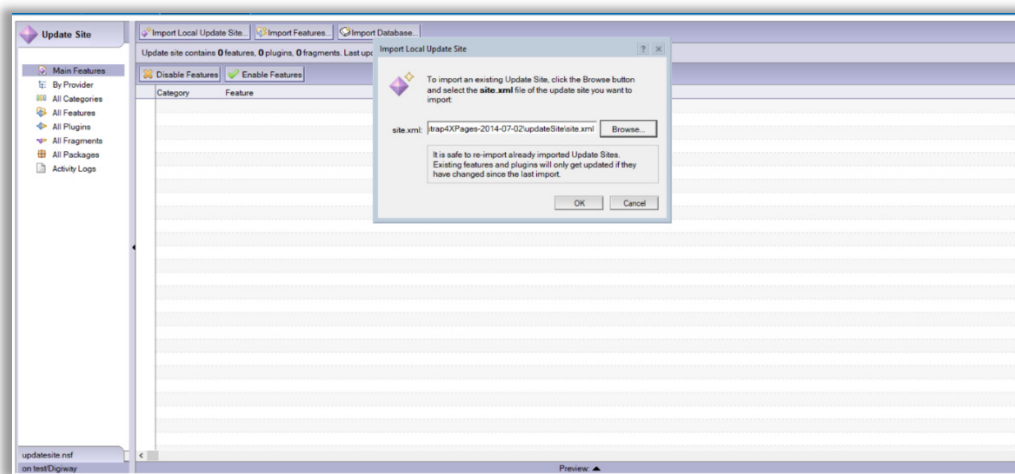 Update Site
Import Local Update Site... Import Features... Import Database...
Update site contains 0 features, 0 plugins, 0 fragments. Last
Disable Features Enable Features
Category Feature
Main Features
By Provider
All Categories
All Features
All Plugins
All Fragments
All Packages
Activity Logs
Import Local Update Site
To import an existing Update Site, click the Browse button
and select the site.xml file of the update site you want to
import:
site.xml: trap4XPages-2014-07-02\updateSite\site.xml Browse...
It is safe to re-import already imported Update Sites.
Existing features and plugins will only get updated if they
have changed since the last import.
OK Cancel
updatesite.nsf
on test/Digiway
Preview